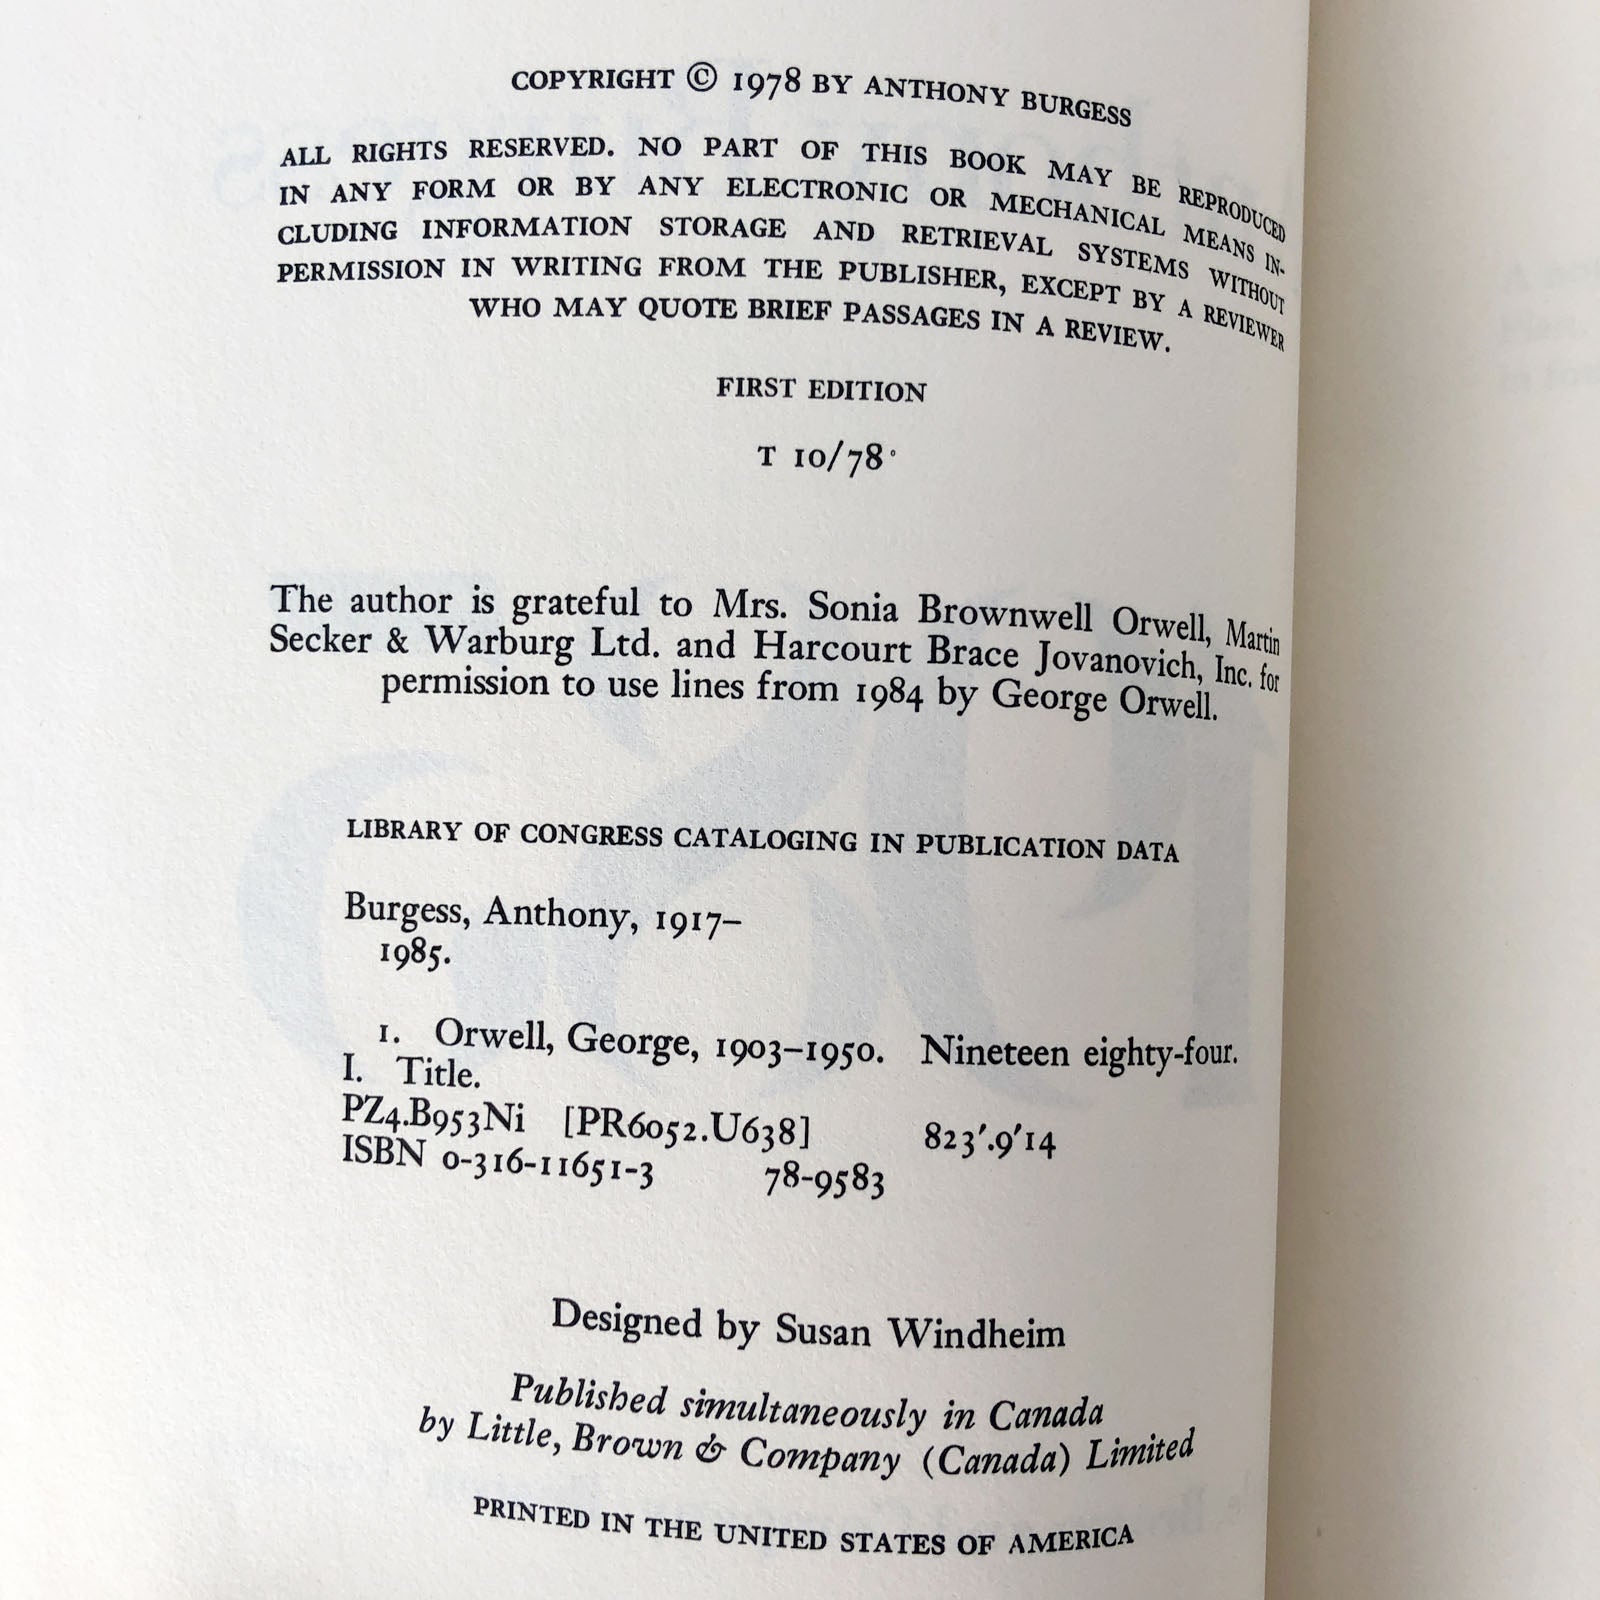 COPYRIGHT © 1978 BY ANTHONY BURGESS
ALL RIGHTS RESERVED. NO PART OF THIS BOOK MAY BE REPRODUCED
IN ANY FORM OR BY ANY ELECTRONIC OR MECHANICAL MEANS IN-
CLUDING INFORMATION STORAGE AND RETRIEVAL SYSTEMS WITHOUT
PERMISSION IN WRITING FROM THE PUBLISHER, EXCEPT BY A REVIEWER
WHO MAY QUOTE BRIEF PASSAGES IN A REVIEW.
FIRST EDITION
T 10/78
The author is grateful to Mrs. Sonia Brownwell Orwell, Martin
Secker & Warburg Ltd. and Harcourt Brace Jovanovich, Inc. for
permission to use lines from 1984 by George Orwell.
LIBRARY OF CONGRESS CATALOGING IN PUBLICATION DATA
Burgess, Anthony, 1917–
1985.
1. Orwell, George, 1903–1950. Nineteen eighty-four.
I. Title.
PZ4.B953Ni [PR6052.U638] 823'.9'14
ISBN 0-316-11651-3 78-9583
Designed by Susan Windheim
Published simultaneously in Canada
by Little, Brown & Company (Canada) Limited
PRINTED IN THE UNITED STATES OF AMERICA